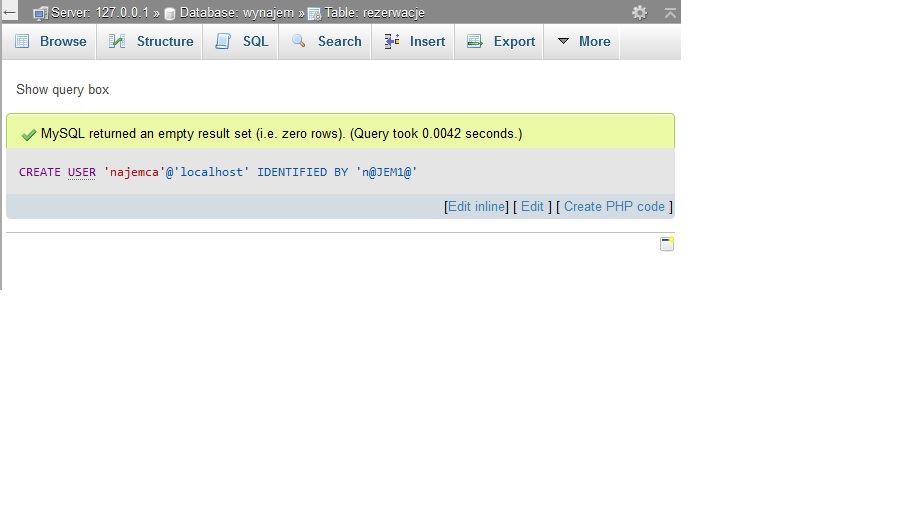 Server: 127.0.0.1 » Database: wynajem » Table: rezerwacje
Browse Structure SQL Search Insert Export More
Show query box
MySQL returned an empty result set (i.e. zero rows). (Query took 0.0042 seconds.)
CREATE USER 'najemca'@'localhost' IDENTIFIED BY 'n@JEM1@'
[Edit inline] [ Edit ] [ Create PHP code ]